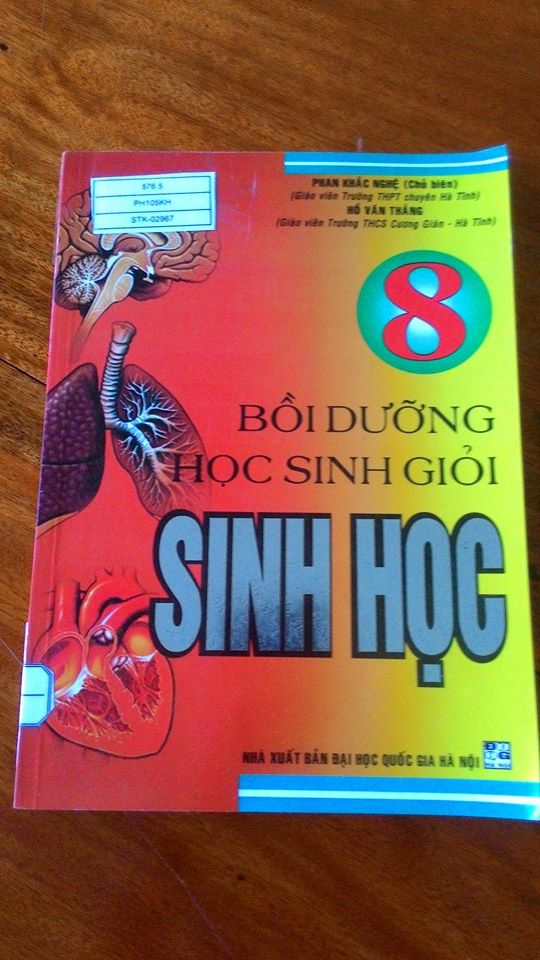 576 5
PH105KH
STK-02967
PHAN KHẮC NGHỆ (Chủ biên)
(Giáo viên Trường THPT chuyên Hà Tĩnh)
HỒ VĂN THẮNG
(Giáo viên Trường THCS Cương Gián - Hà Tĩnh)
8
BỒI DƯỠNG
HỌC SINH GIỎI
SINH HỌC
NHÀ XUẤT BẢN ĐẠI HỌC QUỐC GIA HÀ NỘI